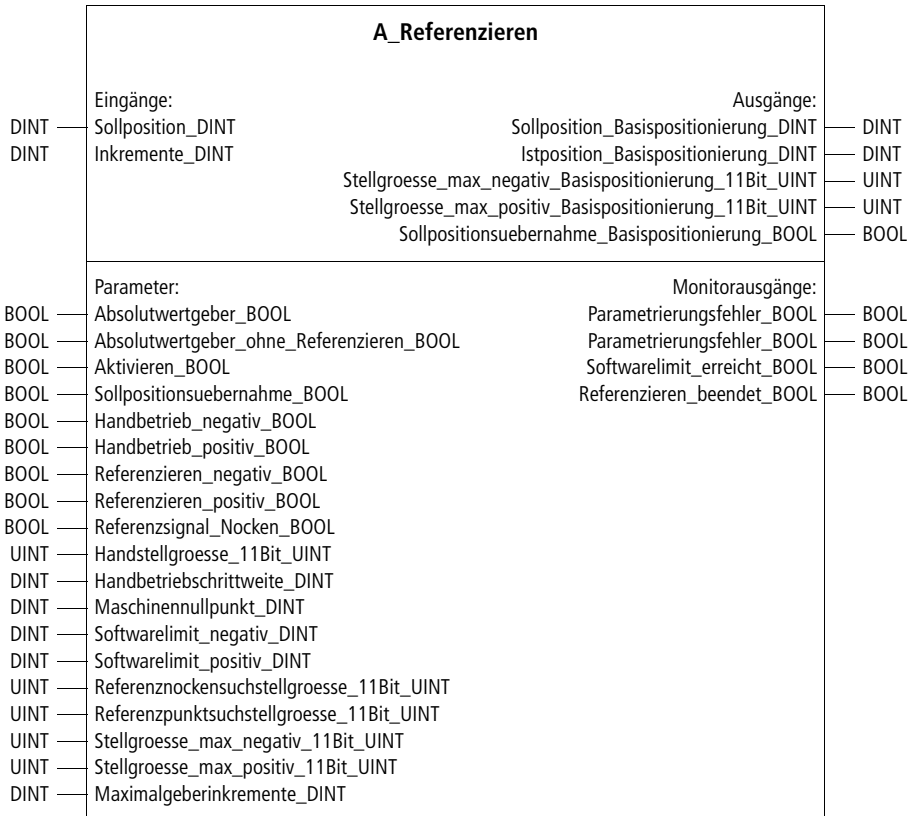 A_Referenzieren
Eingänge: Ausgänge:
DINT Sollposition_DINT Sollposition_Basispositionierung_DINT DINT
DINT Inkremente_DINT Istposition_Basispositionierung_DINT DINT
Stellgroesse_max_negativ_Basispositionierung_11Bit_UINT UINT
Stellgroesse_max_positiv_Basispositionierung_11Bit_UINT UINT
Sollpositionsuebernahme_Basispositionierung_BOOL BOOL
Parameter: Monitorausgänge:
BOOL Absolutwertgeber_BOOL Parametrierungsfehler_BOOL BOOL
BOOL Absolutwertgeber_ohne_Referenzieren_BOOL Parametrierungsfehler_BOOL BOOL
BOOL Aktivieren_BOOL Softwarelimit_erreicht_BOOL BOOL
BOOL Sollpositionsuebernahme_BOOL Referenzieren_beendet_BOOL BOOL
BOOL Handbetrieb_negativ_BOOL
BOOL Handbetrieb_positiv_BOOL
BOOL Referenzieren_negativ_BOOL
BOOL Referenzieren_positiv_BOOL
BOOL Referenzsignal_Nocken_BOOL
UINT Handstellgroesse_11Bit_UINT
DINT Handbetriebschrittweite_DINT
DINT Maschinennullpunkt_DINT
DINT Softwarelimit_negativ_DINT
DINT Softwarelimit_positiv_DINT
UINT Referenznockensuchstellgroesse_11Bit_UINT
UINT Referenzpunktsuchstellgroesse_11Bit_UINT
UINT Stellgroesse_max_negativ_11Bit_UINT
UINT Stellgroesse_max_positiv_11Bit_UINT
DINT Maximalgeberinkremente_DINT